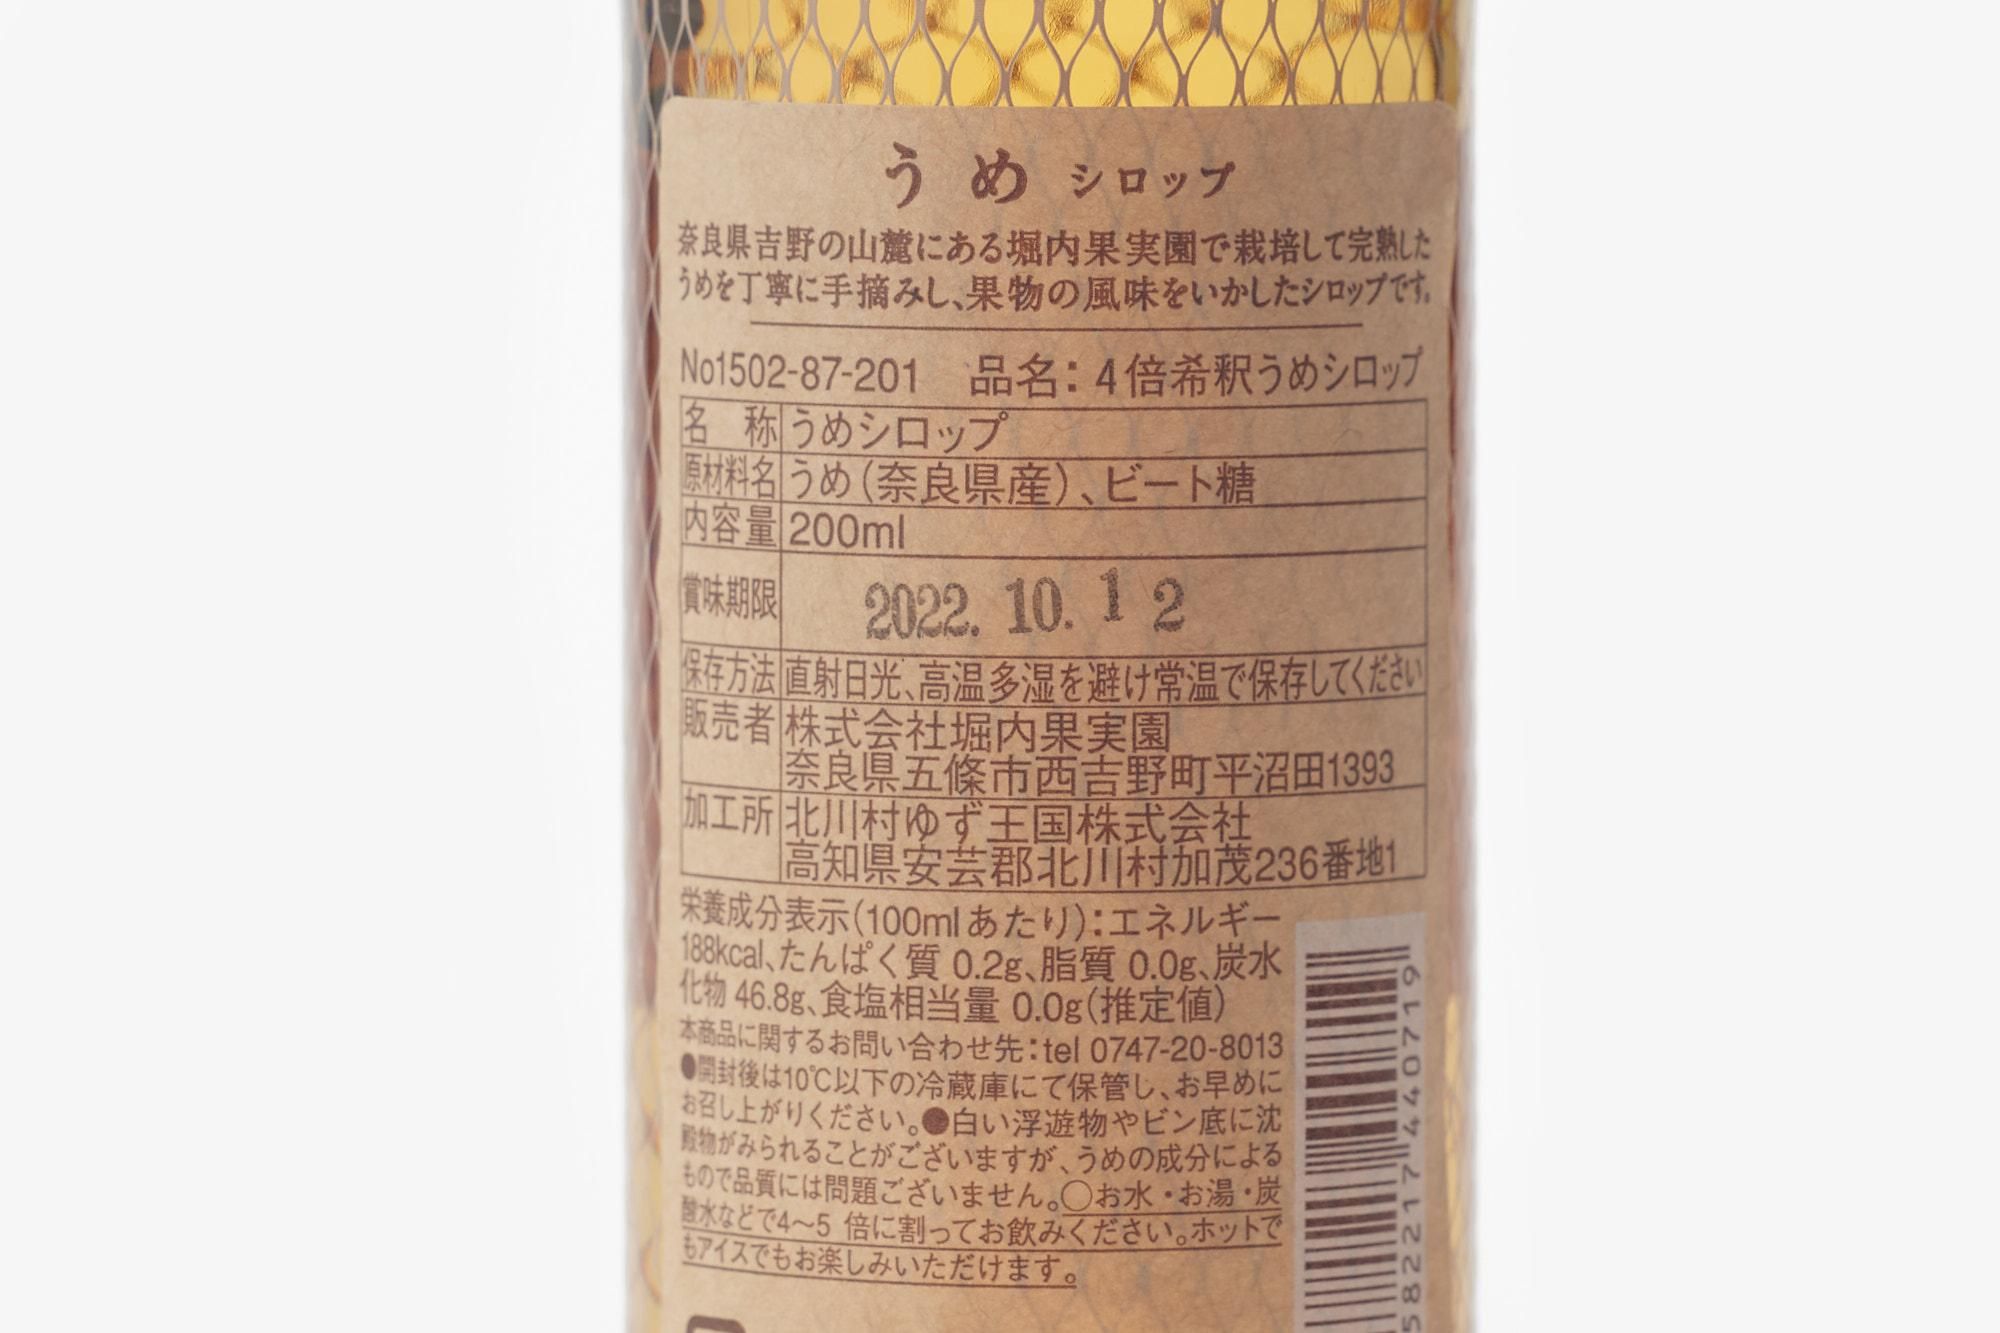 うめ シロップ
奈良県吉野の山麓にある堀内果実園で栽培して完熟した
うめを丁寧に手摘みし、果物の風味をいかしたシロップです。
No1502-87-201 品名：4倍希釈うめシロップ
名 称 うめシロップ
原材料名 うめ（奈良県産）、ビート糖
内容量 200ml
賞味期限 2022. 10. 1 2
保存方法 直射日光、高温多湿を避け常温で保存してください
販売者 株式会社堀内果実園
奈良県五條市西吉野町平沼田1393
加工所 北川村ゆず王国株式会社
高知県安芸郡北川村加茂236番地1
栄養成分表示（100mlあたり）：エネルギー
188kcal、たんぱく質 0.2g、脂質 0.0g、炭水
化物 46.8g、食塩相当量 0.0g（推定値）
本商品に関するお問い合わせ先：tel 0747-20-8013
●開封後は10℃以下の冷蔵庫にて保管し、お早めに
お召し上がりください。●白い浮遊物やビン底に沈
殿物がみられることがございますが、うめの成分による
もので品質には問題ございません。○お水・お湯・炭
酸水などで4〜5 倍に割ってお飲みください。ホットで
もアイスでもお楽しみいただけます。
582217440719